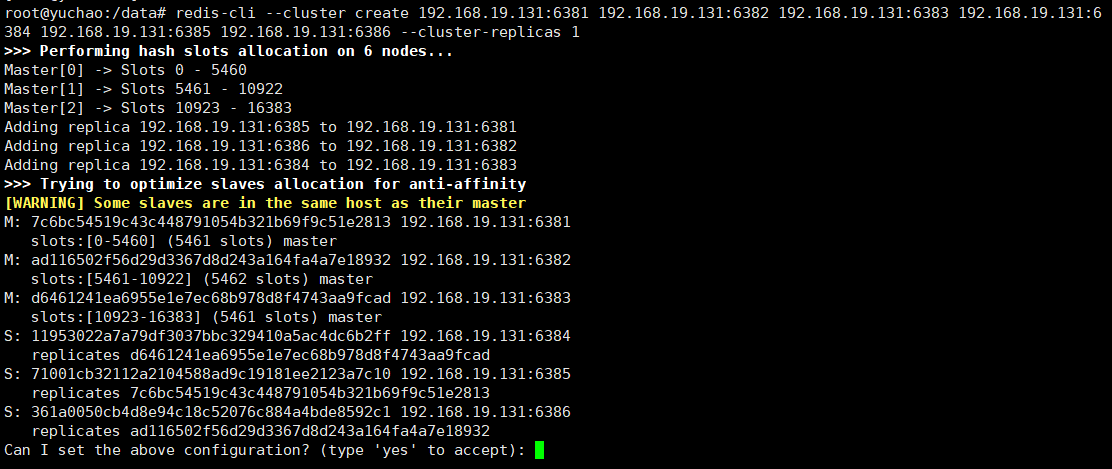 root@yuchao:/data# redis-cli --cluster create 192.168.19.131:6381 192.168.19.131:6382 192.168.19.131:6383 192.168.19.131:6
384 192.168.19.131:6385 192.168.19.131:6386 --cluster-replicas 1
>>> Performing hash slots allocation on 6 nodes...
Master[0] -> Slots 0 - 5460
Master[1] -> Slots 5461 - 10922
Master[2] -> Slots 10923 - 16383
Adding replica 192.168.19.131:6385 to 192.168.19.131:6381
Adding replica 192.168.19.131:6386 to 192.168.19.131:6382
Adding replica 192.168.19.131:6384 to 192.168.19.131:6383
>>> Trying to optimize slaves allocation for anti-affinity
[WARNING] Some slaves are in the same host as their master
M: 7c6bc54519c43c448791054b321b69f9c51e2813 192.168.19.131:6381
   slots:[0-5460] (5461 slots) master
M: ad116502f56d29d3367d8d243a164fa4a7e18932 192.168.19.131:6382
   slots:[5461-10922] (5462 slots) master
M: d6461241ea6955e1e7ec68b978d8f4743aa9fcad 192.168.19.131:6383
   slots:[10923-16383] (5461 slots) master
S: 11953022a7a79df3037bbc329410a5ac4dc6b2ff 192.168.19.131:6384
   replicates d6461241ea6955e1e7ec68b978d8f4743aa9fcad
S: 71001cb32112a2104588ad9c19181ee2123a7c10 192.168.19.131:6385
   replicates 7c6bc54519c43c448791054b321b69f9c51e2813
S: 361a0050cb4d8e94c18c52076c884a4bde8592c1 192.168.19.131:6386
   replicates ad116502f56d29d3367d8d243a164fa4a7e18932
Can I set the above configuration? (type 'yes' to accept):